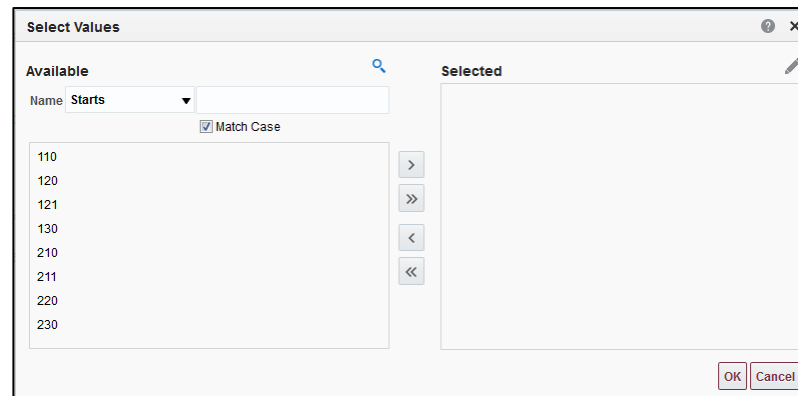 Select Values
Available
Selected
Name Starts
Match Case
110
120
121
130
210
211
220
230
OK Cancel